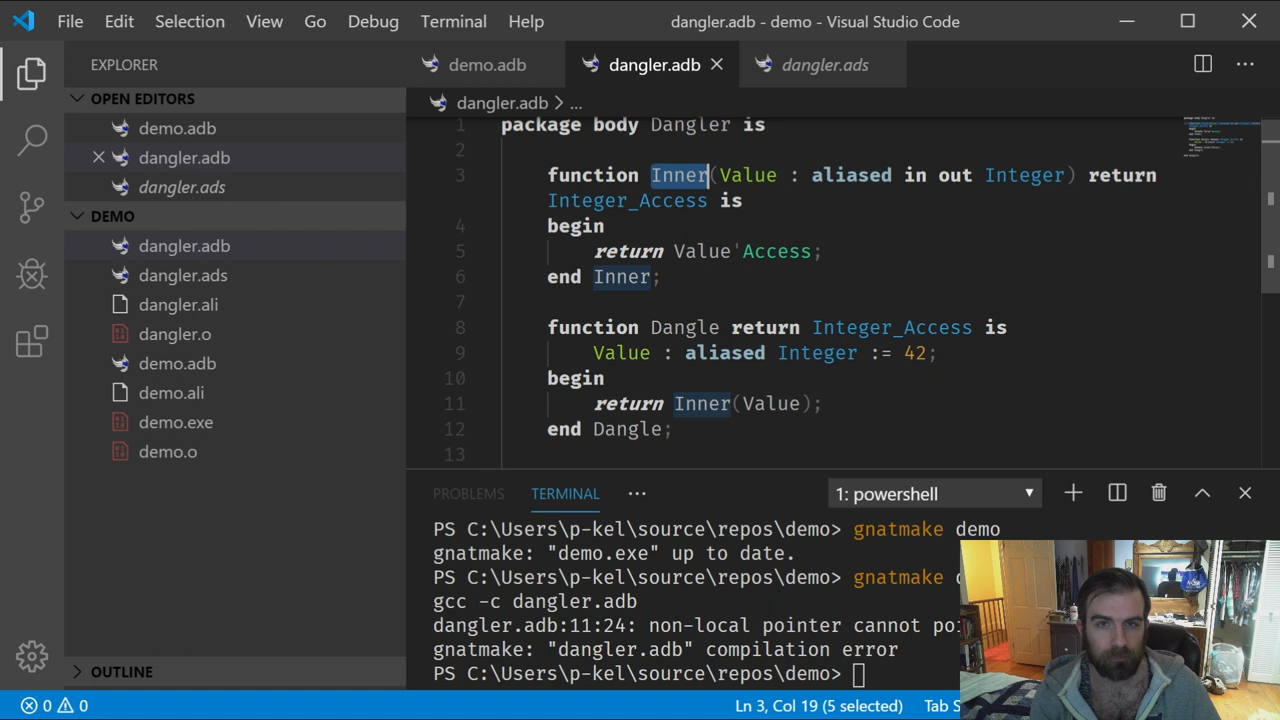 File Edit Selection View Go Debug Terminal Help
dangler.adb - demo - Visual Studio Code
EXPLORER
OPEN EDITORS
demo.adb
dangler.adb
dangler.ads
DEMO
dangler.adb
dangler.ads
dangler.ali
dangler.o
demo.adb
demo.ali
demo.exe
demo.o
OUTLINE
demo.adb dangler.adb dangler.ads
dangler.adb > ...
1 package body Dangler is
2
3 function Inner(Value : aliased in out Integer) return
Integer_Access is
4 begin
5 return Value'Access;
6 end Inner;
7
8 function Dangle return Integer_Access is
9 Value : aliased Integer := 42;
10 begin
11 return Inner(Value);
12 end Dangle;
13
PROBLEMS TERMINAL ... 1: powershell
PS C:\Users\p-kel\source\repos\demo> gnatmake demo
gnatmake: "demo.exe" up to date.
PS C:\Users\p-kel\source\repos\demo> gnatmake
gcc -c dangler.adb
dangler.adb:11:24: non-local pointer cannot
gnatmake: "dangler.adb" compilation error
PS C:\Users\p-kel\source\repos\demo>
0 0 Ln 3, Col 19 (5 selected) Tab